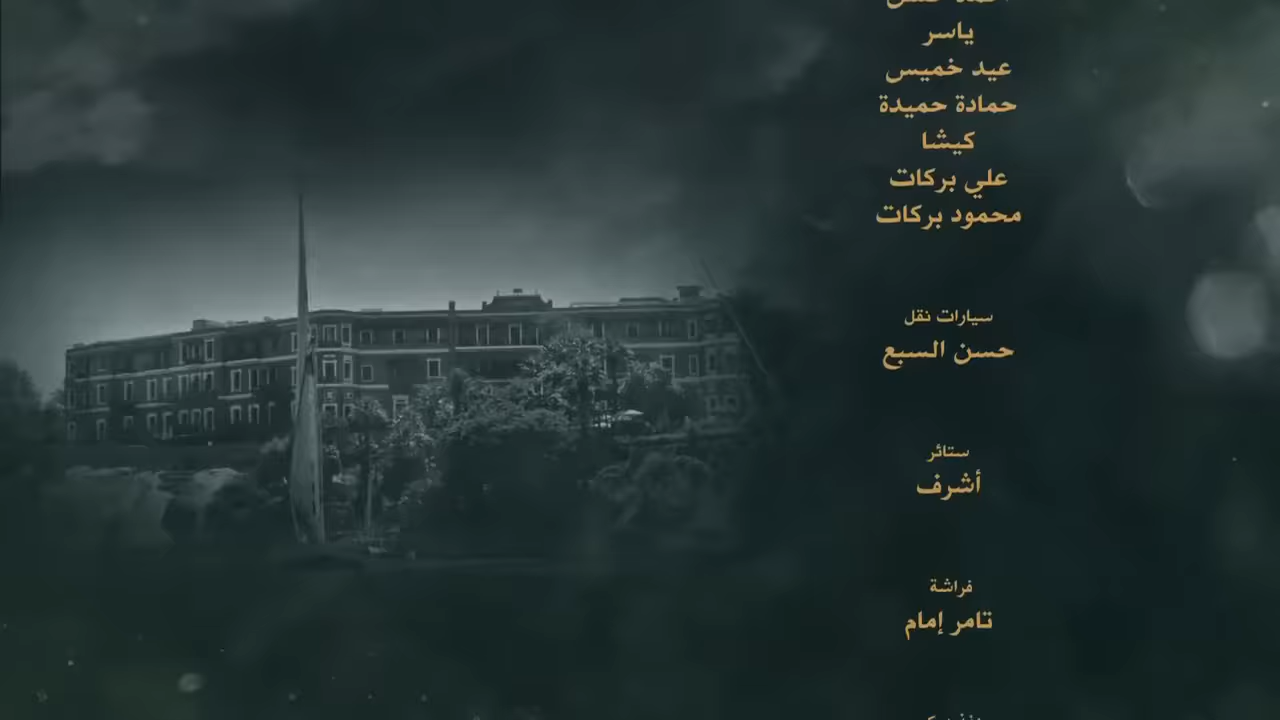 ياسر
عيد خميس
حمادة حميدة
كيشا
علي بركات
محمود بركات
سيارات نقل
حسن السبع
ستائر
أشرف
فراشة
تامر إمام